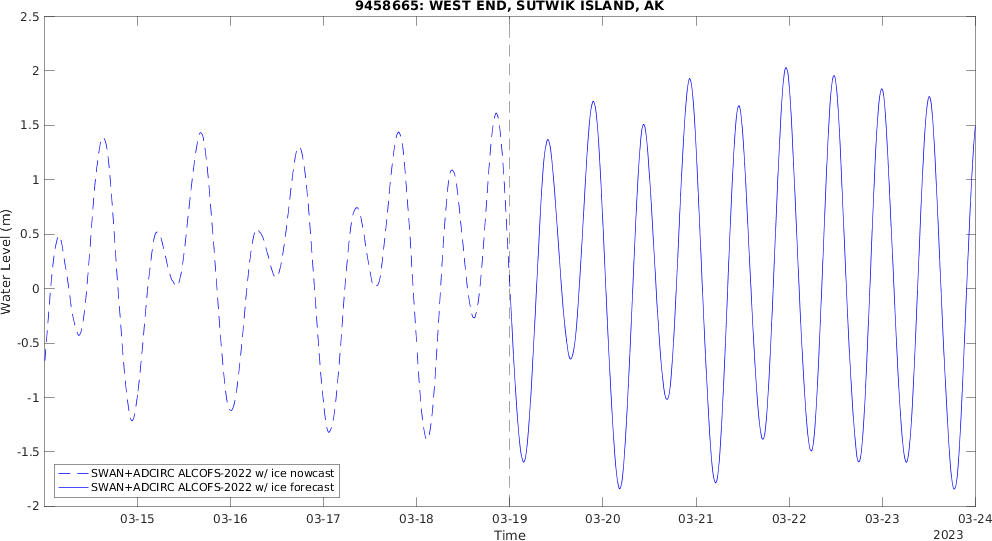 9458665: WEST END, SUTWIK ISLAND, AK
2.5
2
1.5
1
0.5
0
-0.5
-1
-1.5
-2
Water Level (m)
SWAN+ADCIRC ALCOFS-2022 w/ ice nowcast
SWAN+ADCIRC ALCOFS-2022 w/ ice forecast
03-15 03-16 03-17 03-18 03-19 03-20 03-21 03-22 03-23 03-24
Time
2023